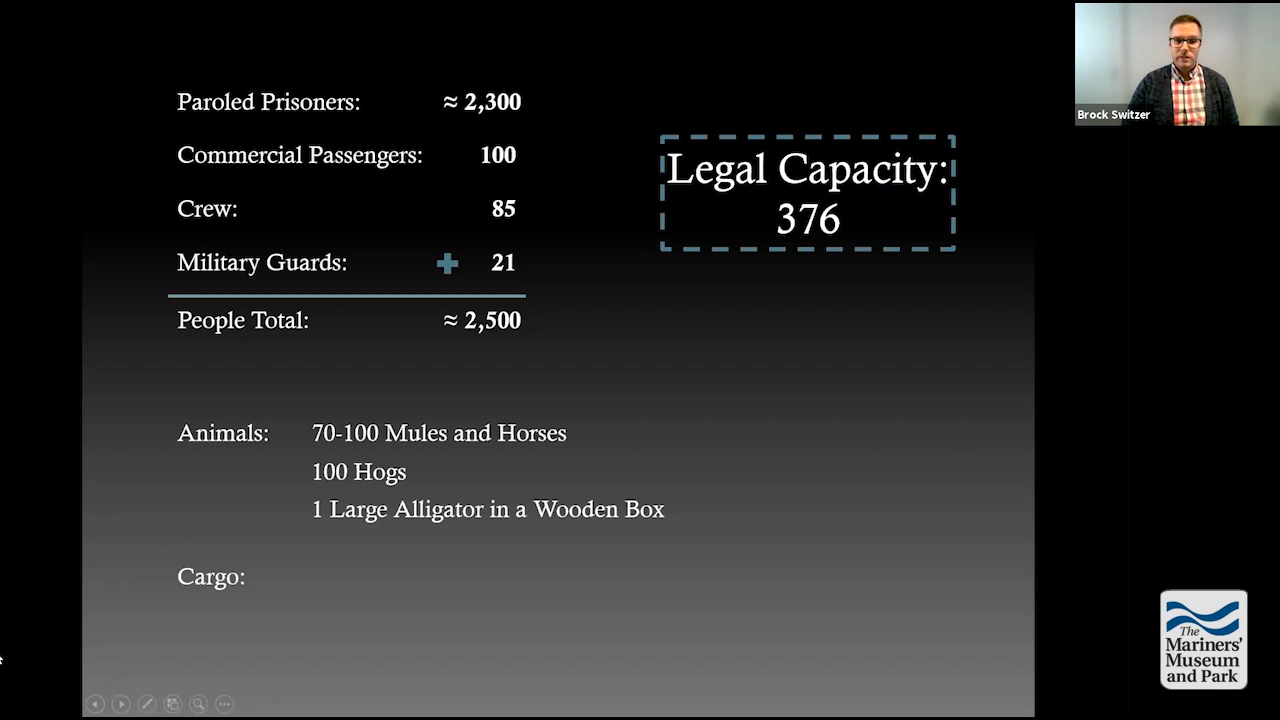 Paroled Prisoners: ≈ 2,300
Commercial Passengers: 100
Crew: 85
Military Guards: + 21
People Total: ≈ 2,500
Legal Capacity:
376
Animals: 70-100 Mules and Horses
100 Hogs
1 Large Alligator in a Wooden Box
Cargo:
Brock Switzer
The
Mariners'
Museum
and Park